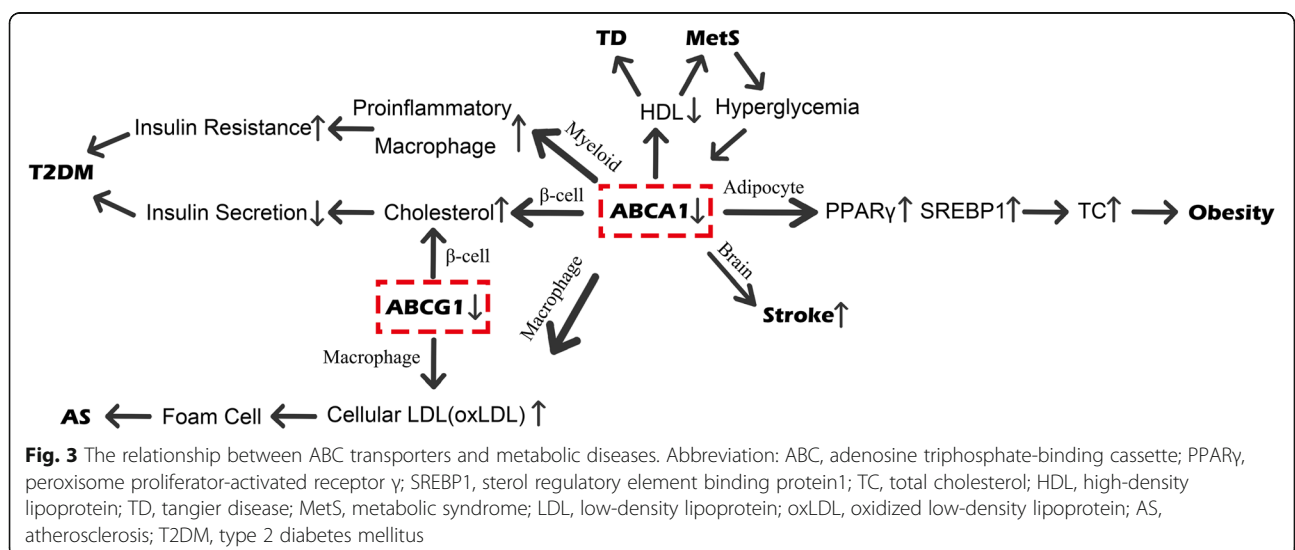 TD MetS
HDL↓ Hyperglycemia
Proinflammatory
Insulin Resistance↑ Macrophage ↑ Myeloid
T2DM
β-cell Adipocyte
Insulin Secretion↓ Cholesterol↑ ABCA1↓ PPARγ↑ SREBP1↑ TC↑ Obesity
β-cell Brain
ABCG1↓ Macrophage Stroke↑
Macrophage
AS Foam Cell Cellular LDL(oxLDL) ↑
Fig. 3 The relationship between ABC transporters and metabolic diseases. Abbreviation: ABC, adenosine triphosphate-binding cassette; PPARγ,
peroxisome proliferator-activated receptor γ; SREBP1, sterol regulatory element binding protein1; TC, total cholesterol; HDL, high-density
lipoprotein; TD, tangier disease; MetS, metabolic syndrome; LDL, low-density lipoprotein; oxLDL, oxidized low-density lipoprotein; AS,
atherosclerosis; T2DM, type 2 diabetes mellitus